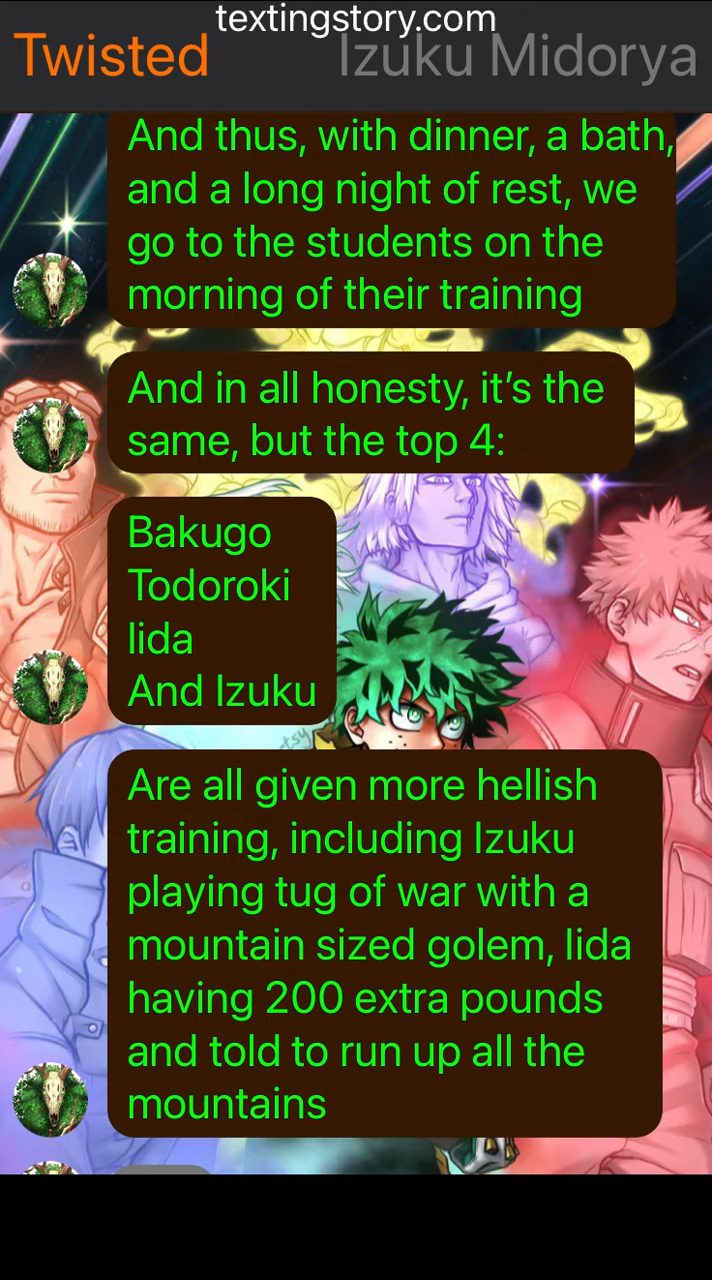 textingstory.com
Twisted
Izuku Midorya
And thus, with dinner, a bath,
and a long night of rest, we
go to the students on the
morning of their training
And in all honesty, it’s the
same, but the top 4:
Bakugo
Todoroki
Iida
And Izuku
Are all given more hellish
training, including Izuku
playing tug of war with a
mountain sized golem, Iida
having 200 extra pounds
and told to run up all the
mountains